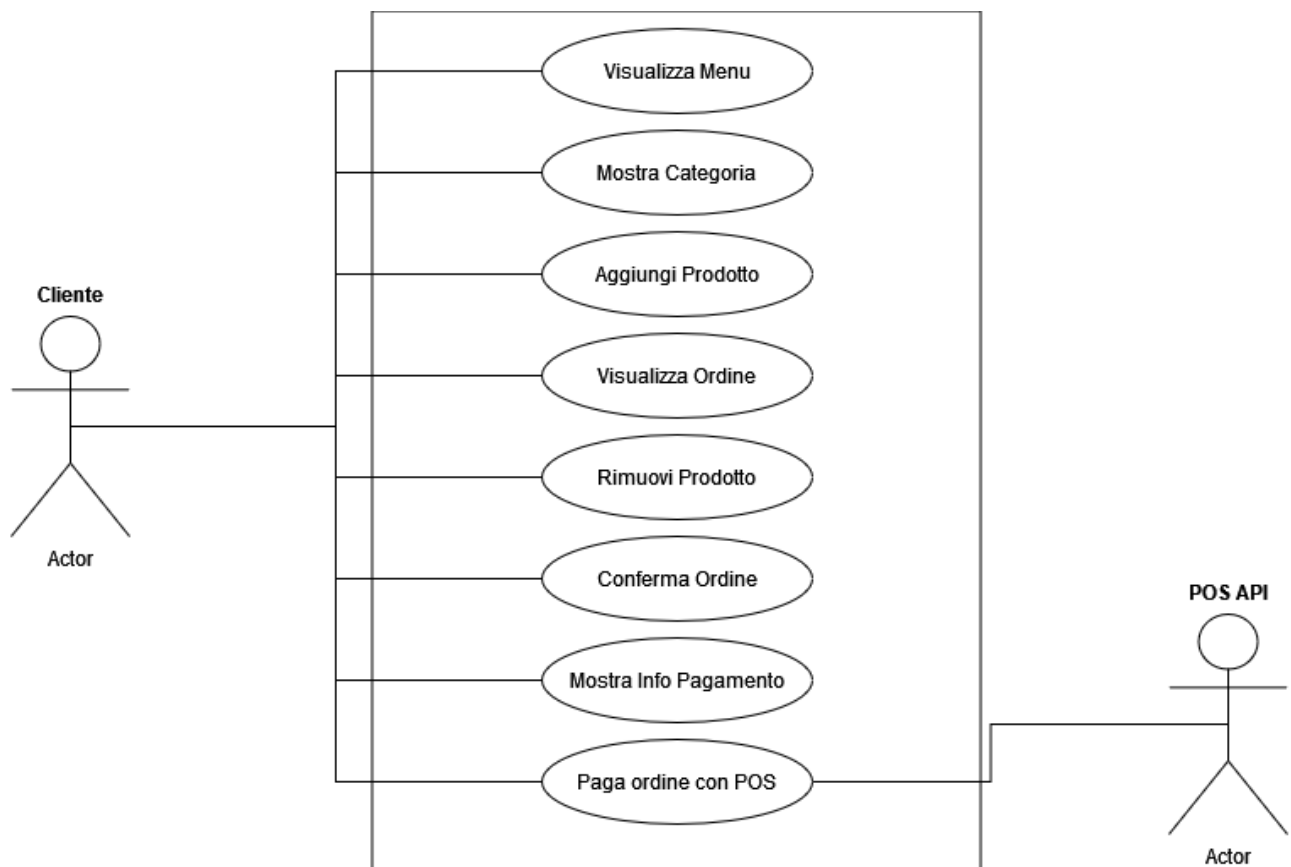 Visualizza Menu
Mostra Categoria
Aggiungi Prodotto
Cliente
Visualizza Ordine
Rimuovi Prodotto
Actor
Conferma Ordine
POS API
Mostra Info Pagamento
Paga ordine con POS
Actor